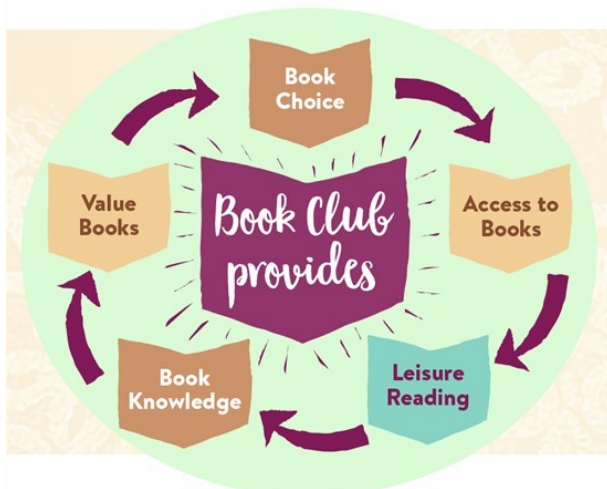 Book
Choice
Value
Books
Book Club
provides
Access to
Books
Book
Knowledge
Leisure
Reading